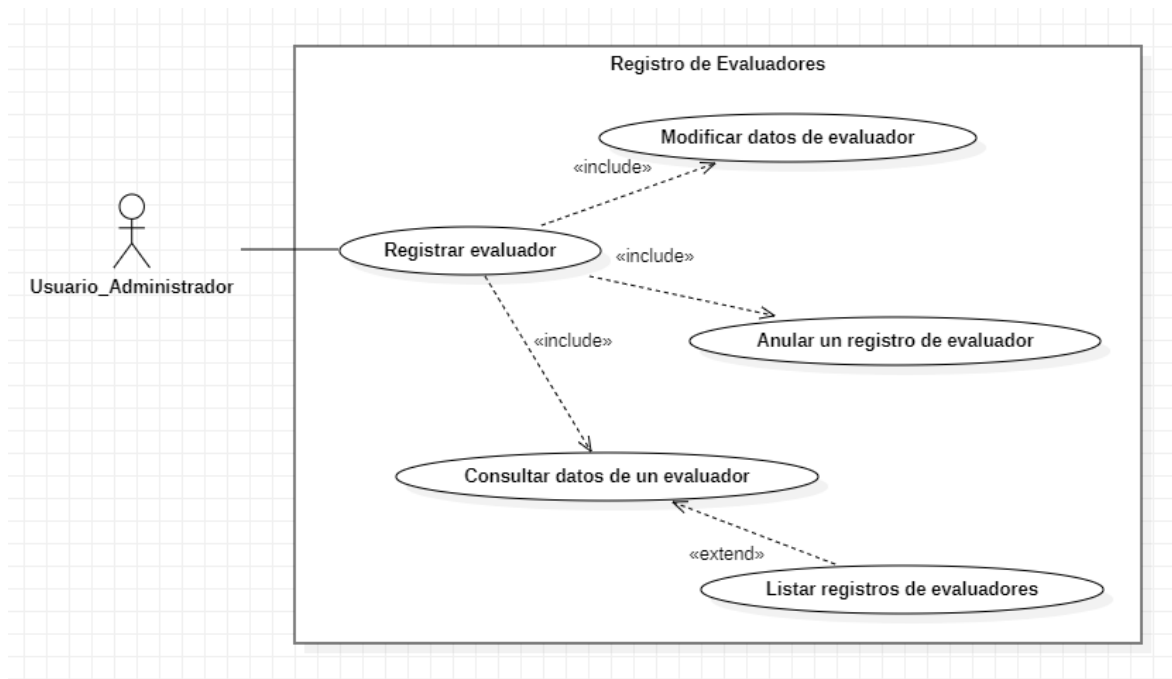 Registro de Evaluadores
Modificar datos de evaluador
«include»
Registrar evaluador
«include»
Usuario_Administrador
Anular un registro de evaluador
«include»
Consultar datos de un evaluador
«extend»
Listar registros de evaluadores